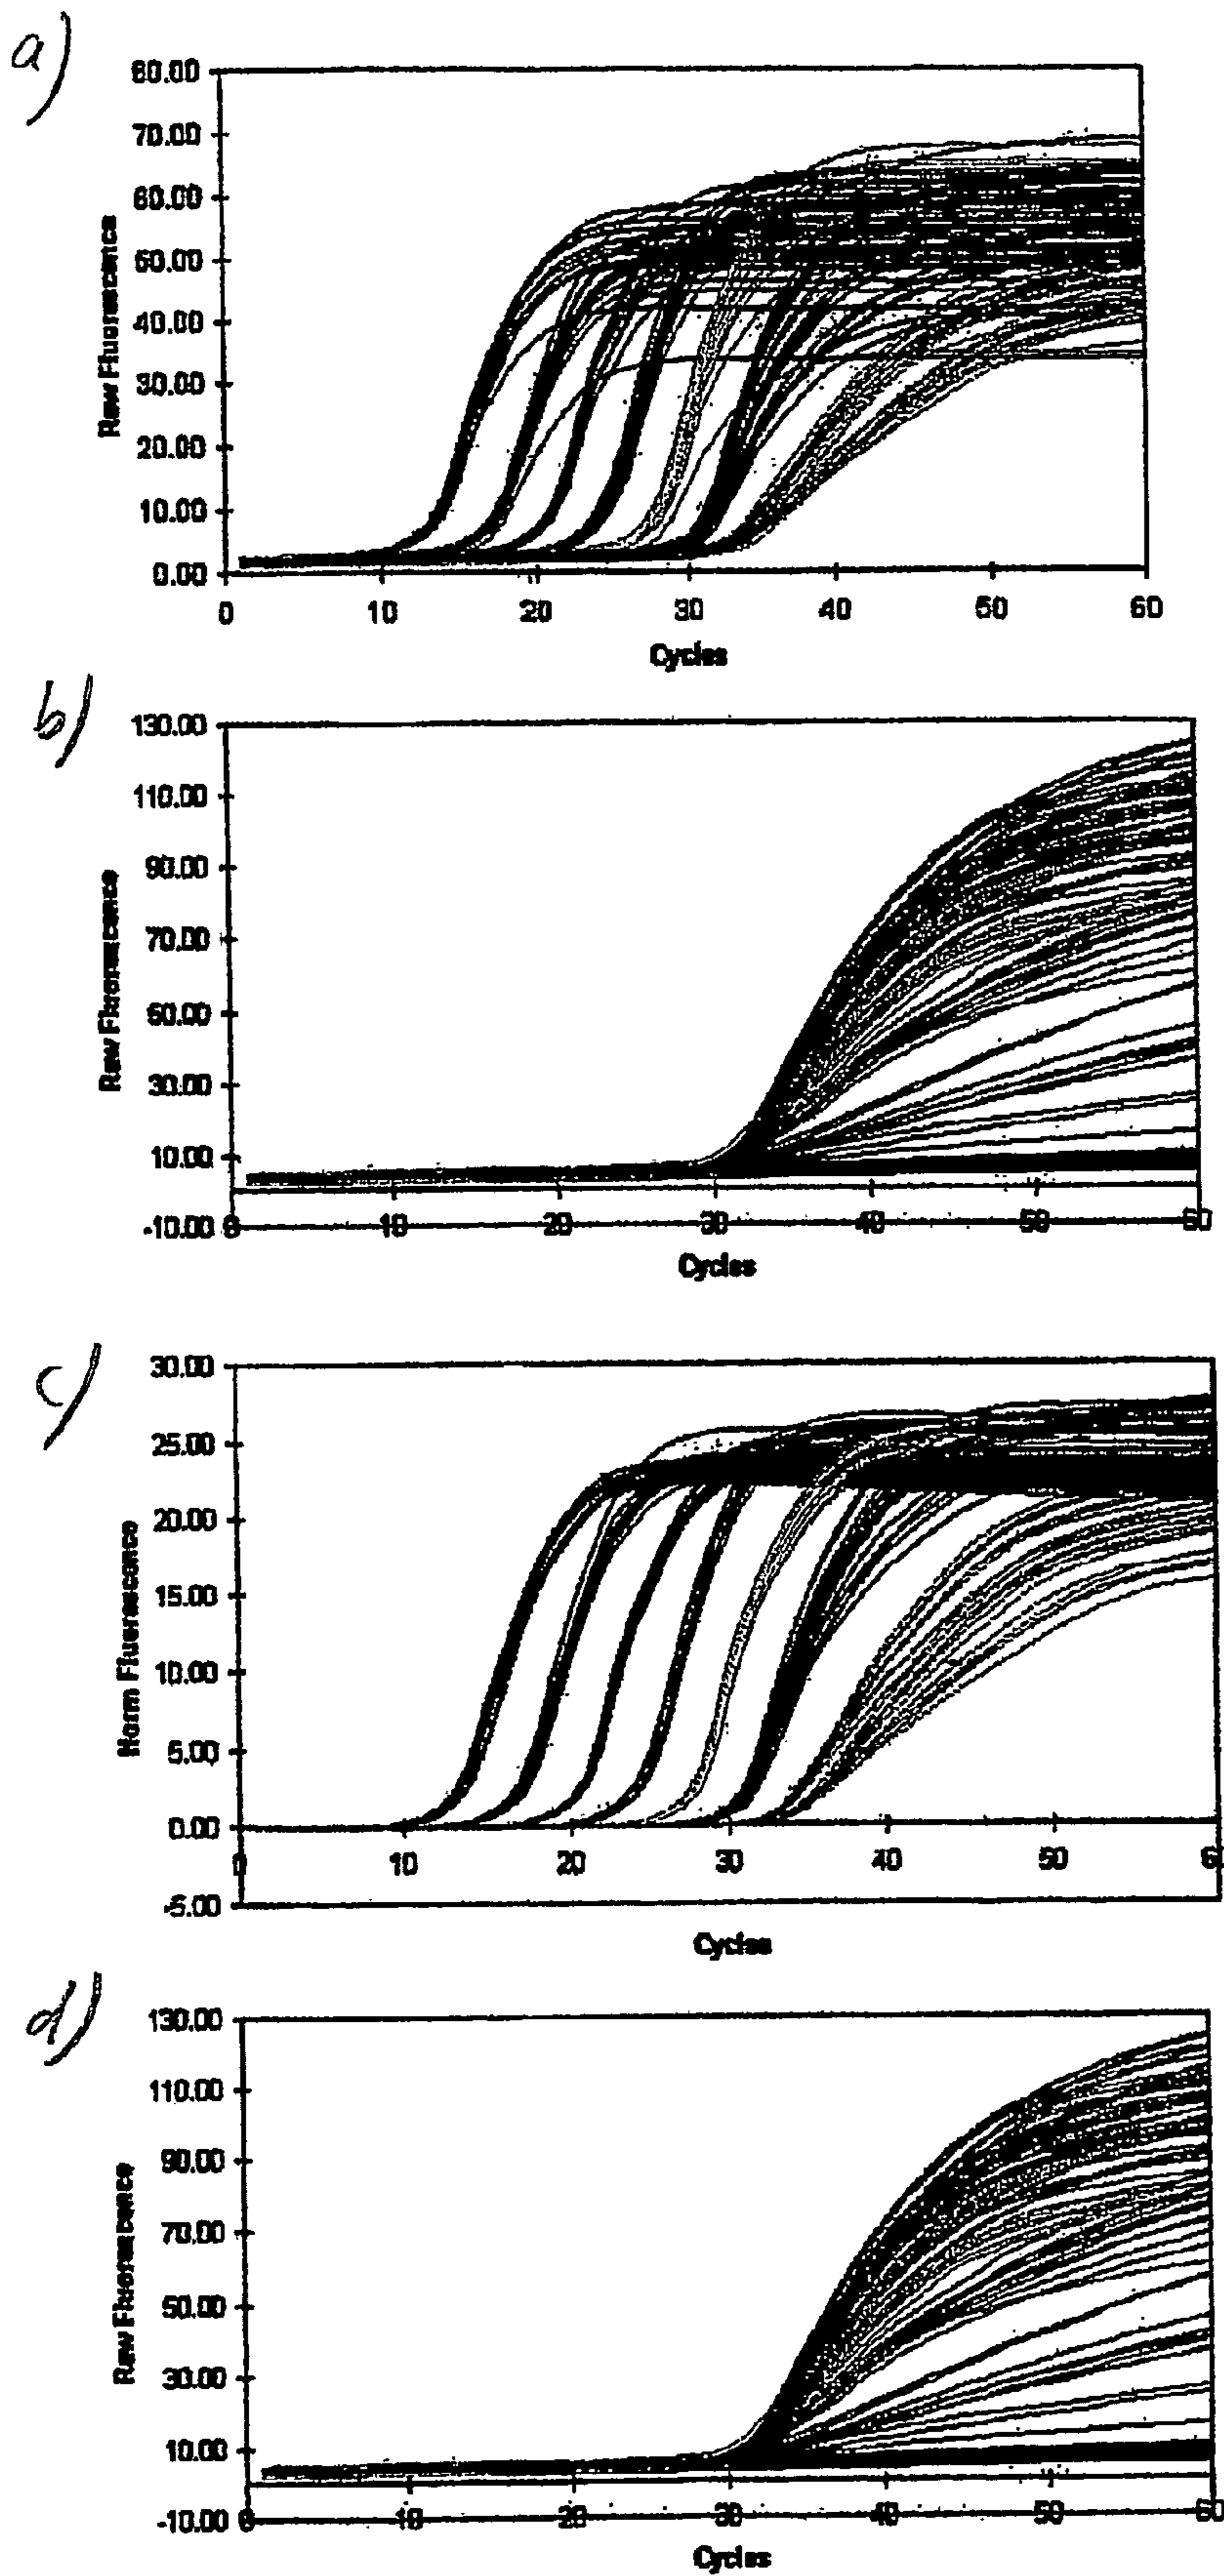 a)
80.00
70.00
60.00
50.00
40.00
30.00
20.00
10.00
0.00
Raw Fluorescence
0 10 20 30 40 50 60
Cycles
b)
130.00
110.00
90.00
70.00
50.00
30.00
10.00
-10.00
Raw Fluorescence
0 10 20 30 40 50 60
Cycles
c)
30.00
25.00
20.00
15.00
10.00
5.00
0.00
-5.00
Norm Fluorescence
0 10 20 30 40 50 6
Cycles
d)
130.00
110.00
90.00
70.00
50.00
30.00
10.00
-10.00
Raw Fluorescence
0 10 20 30 40 50 60
Cycles